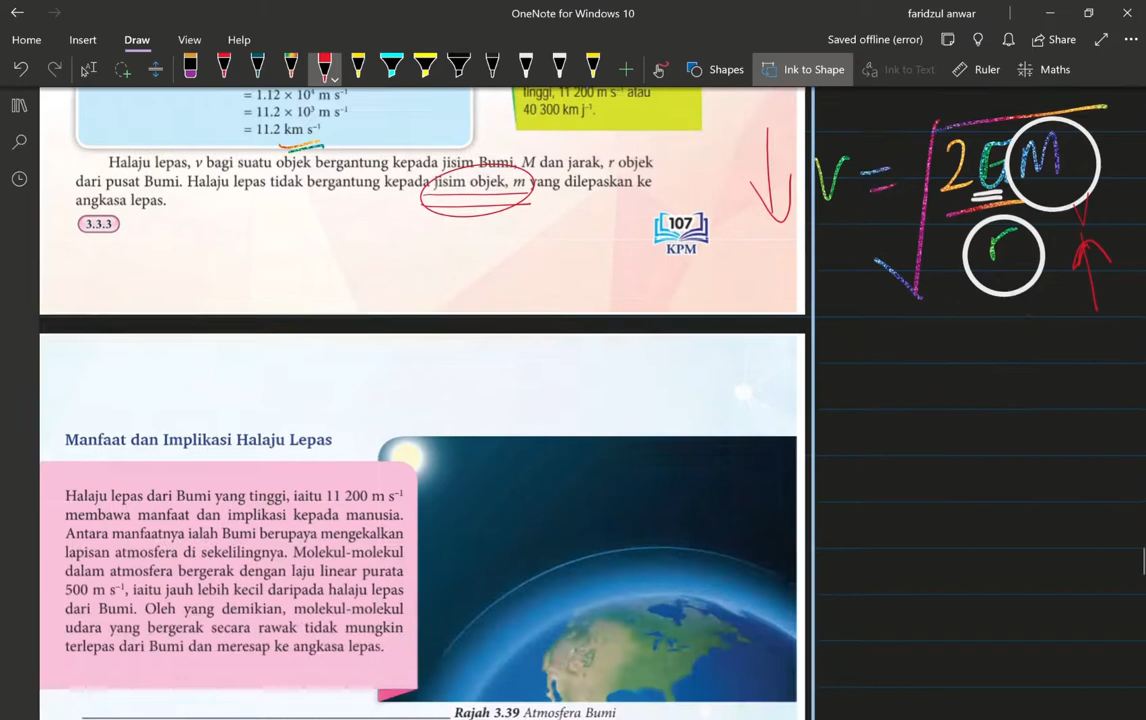 OneNote for Windows 10
faridzul anwar
Home Insert Draw View Help
Saved offline (error)
Share
Shapes
Ink to Shape
Ink to Text
Ruler
Maths
= 1.12 × 10⁴ m s⁻¹
= 11.2 × 10³ m s⁻¹
= 11.2 km s⁻¹
tinggi, 11 200 m s⁻¹ atau
40 300 km j⁻¹.
Halaju lepas, v bagi suatu objek bergantung kepada jisim Bumi, M dan jarak, r objek
dari pusat Bumi. Halaju lepas tidak bergantung kepada jisim objek, m yang dilepaskan ke
angkasa lepas.
3.3.3
107
KPM
v = √
2GM
r
Manfaat dan Implikasi Halaju Lepas
Halaju lepas dari Bumi yang tinggi, iaitu 11 200 m s⁻¹
membawa manfaat dan implikasi kepada manusia.
Antara manfaatnya ialah Bumi berupaya mengekalkan
lapisan atmosfera di sekelilingnya. Molekul-molekul
dalam atmosfera bergerak dengan laju linear purata
500 m s⁻¹, iaitu jauh lebih kecil daripada halaju lepas
dari Bumi. Oleh yang demikian, molekul-molekul
udara yang bergerak secara rawak tidak mungkin
terlepas dari Bumi dan meresap ke angkasa lepas.
Rajah 3.39 Atmosfera Bumi